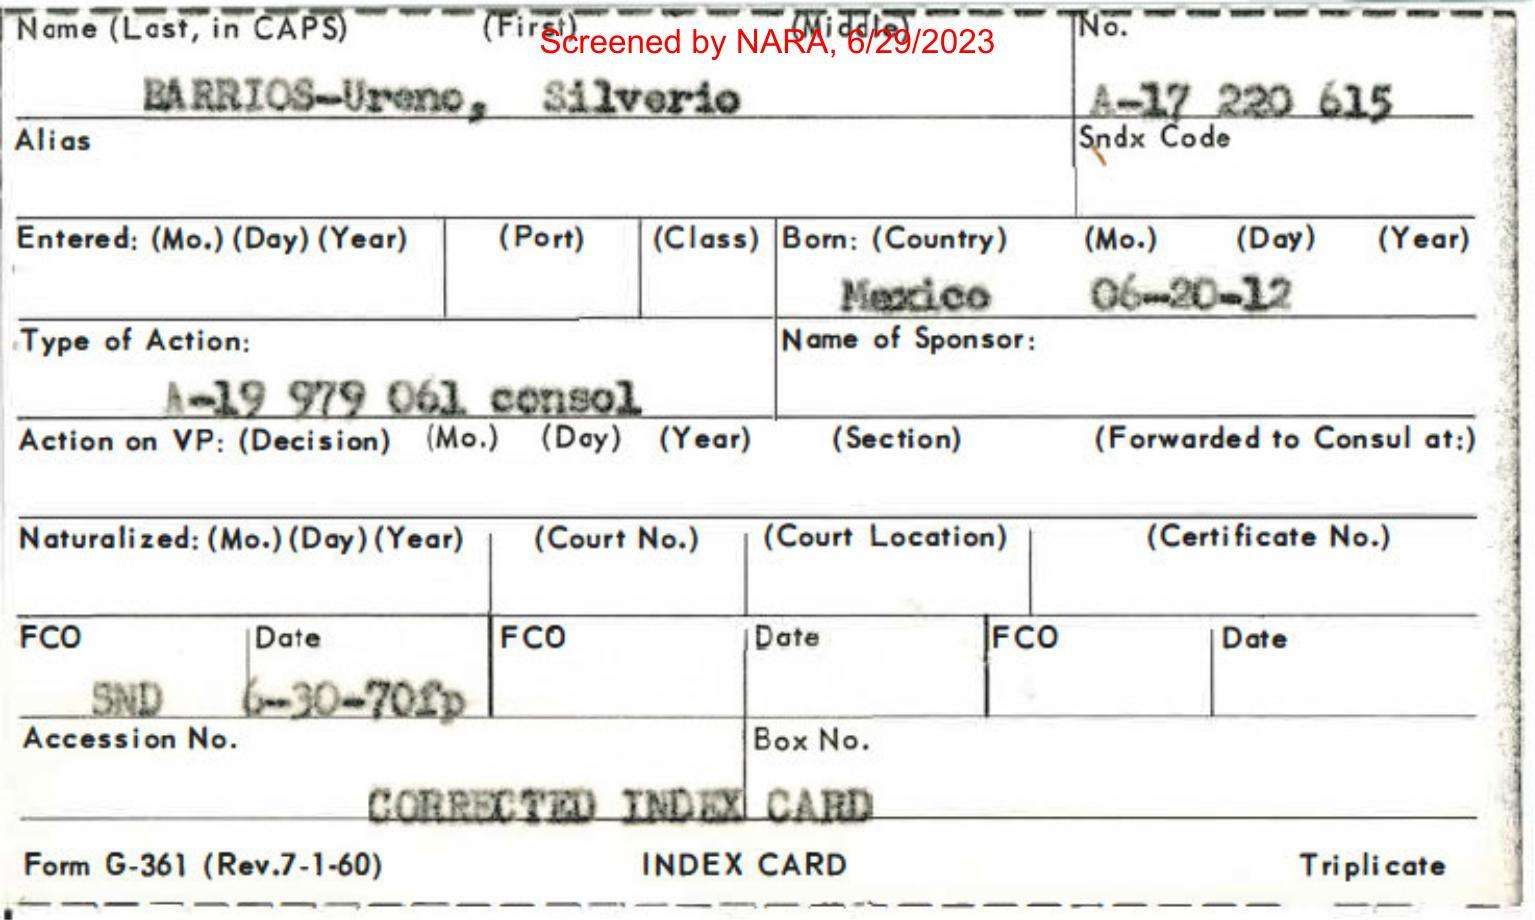 Name (Last, in CAPS) (First) (Middle) No.
Screened by NARA, 6/29/2023
BARRIOS-Ureno, Silverio A-17 220 615
Alias Sndx Code
Entered: (Mo.) (Day) (Year) (Port) (Class) Born: (Country) (Mo.) (Day) (Year)
Mexico 06-20-12
Type of Action: Name of Sponsor:
A-19 979 061 consol
Action on VP: (Decision) (Mo.) (Day) (Year) (Section) (Forwarded to Consul at:)
Naturalized: (Mo.) (Day) (Year) (Court No.) (Court Location) (Certificate No.)
FCO Date FCO Date FCO Date
SND 6-30-70fp
Accession No. Box No.
CORRECTED INDEX CARD
Form G-361 (Rev.7-1-60) INDEX CARD Triplicate